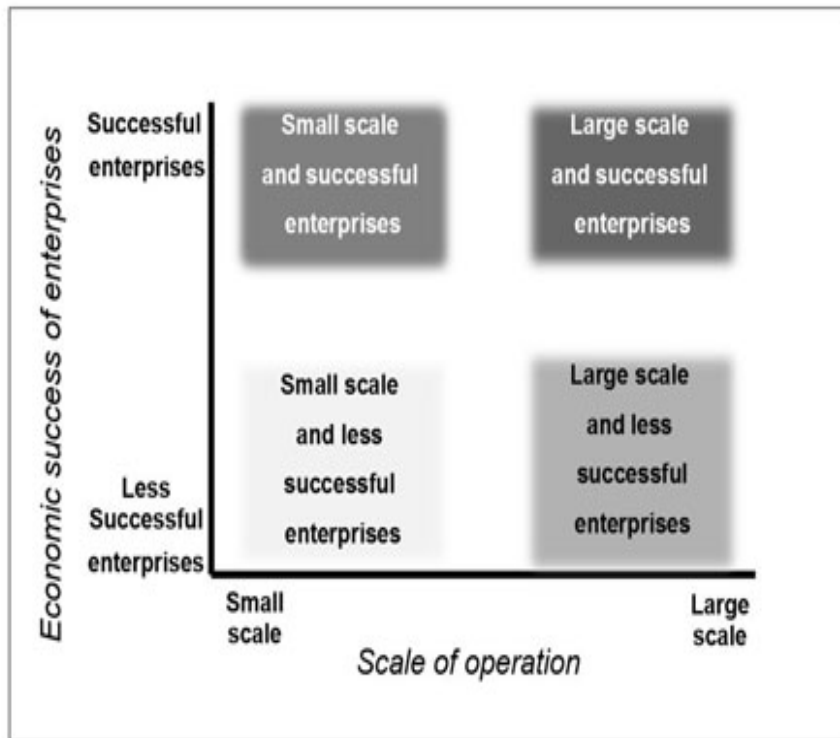 Economic success of enterprises
Successful
enterprises
Small scale
and successful
enterprises
Large scale
and successful
enterprises
Less
Successful
enterprises
Small scale
and less
successful
enterprises
Large scale
and less
successful
enterprises
Small
scale
Large
scale
Scale of operation